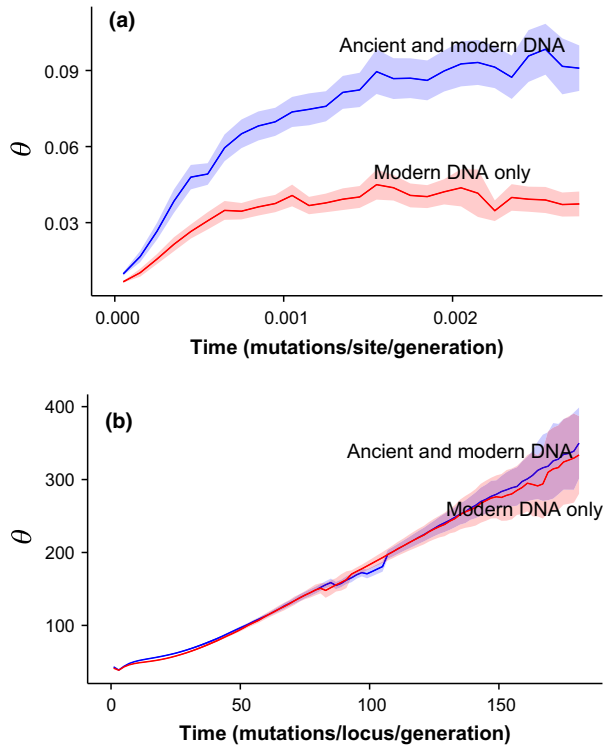 (a)
Ancient and modern DNA
0.09
0.06
Modern DNA only
0.03
θ
0.000 0.001 0.002
Time (mutations/site/generation)
(b)
400
Ancient and modern DNA
300
Modern DNA only
200
100
θ
0 50 100 150
Time (mutations/locus/generation)